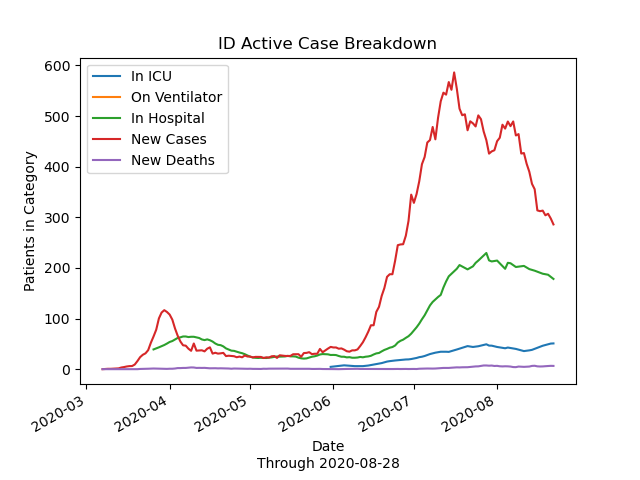 ID Active Case Breakdown
In ICU
On Ventilator
In Hospital
New Cases
New Deaths
Patients in Category
600
500
400
300
200
100
0
2020-03
2020-04
2020-05
2020-06
2020-07
2020-08
Date
Through 2020-08-28